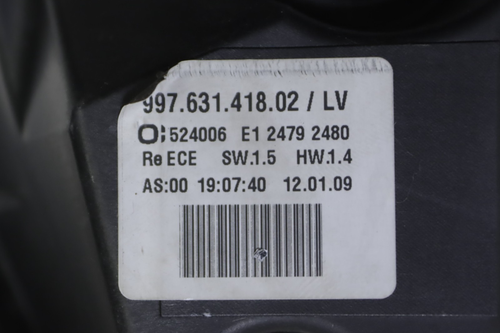 997.631.418.02 / LV
O: 524006 E1 2479 2480
Re ECE SW.1.5 HW.1.4
AS:00 19:07:40 12.01.09